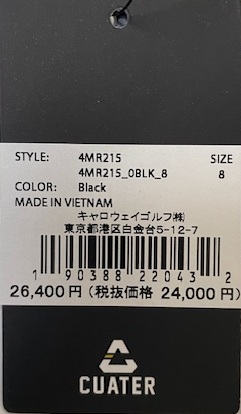 STYLE: 4MR215 SIZE
4MR215_0BLK_8 8
COLOR: Black
MADE IN VIETNAM
キャロウェイゴルフ㈱
東京都港区白金台5-12-7
1 90388 22043 2
26,400円 (税抜価格 24,000円)
CUATER